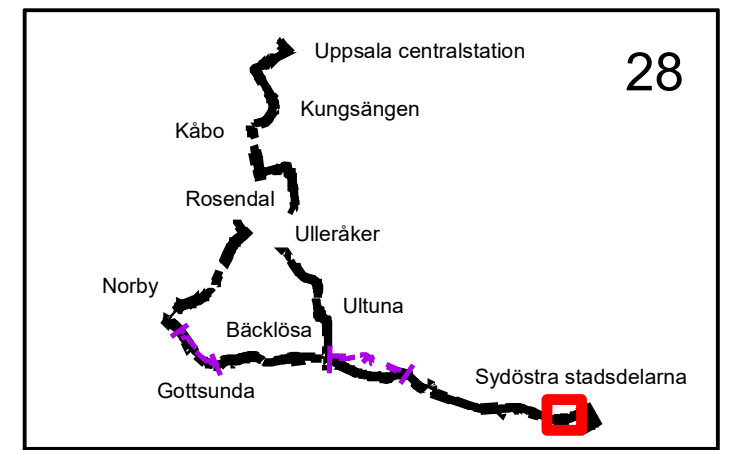 Uppsala centralstation
28
Kungsängen
Kåbo
Rosendal
Ulleråker
Norby
Ultuna
Bäcklösa
Sydöstra stadsdelarna
Gottsunda